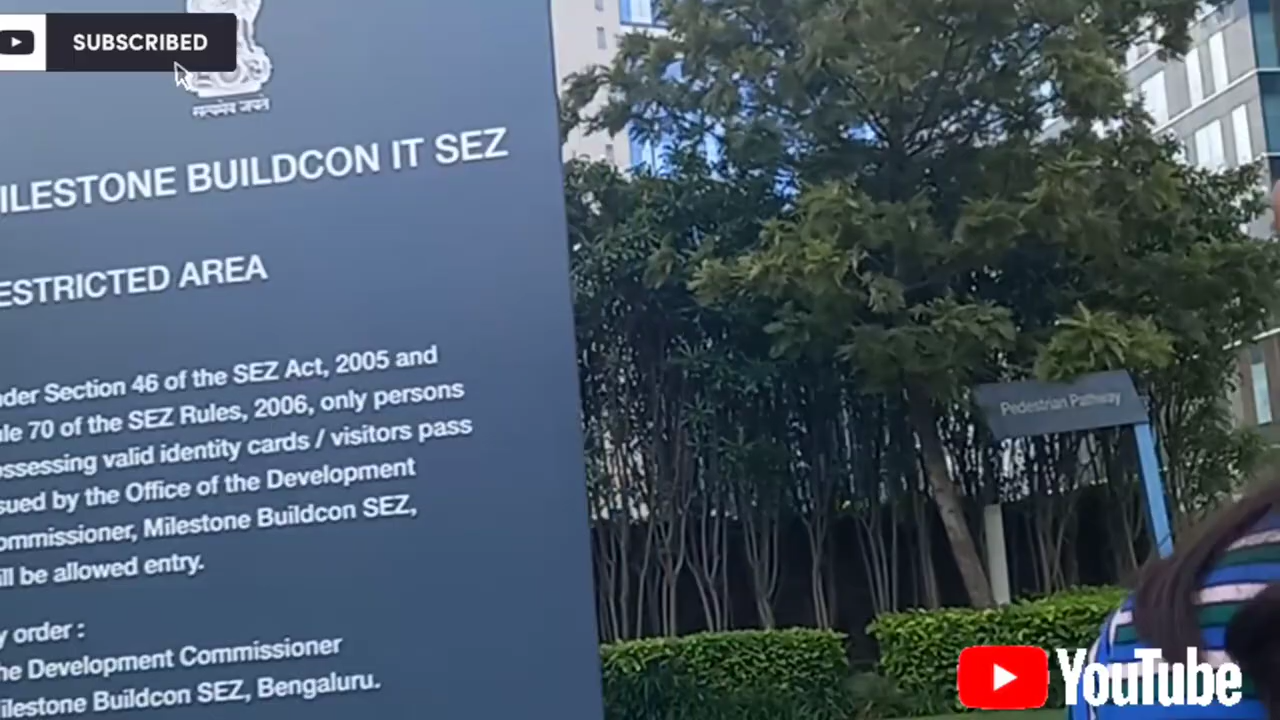 SUBSCRIBED
सत्यमेव जयते
ILESTONE BUILDCON IT SEZ
ESTRICTED AREA
der Section 46 of the SEZ Act, 2005 and
le 70 of the SEZ Rules, 2006, only persons
ssessing valid identity cards / visitors pass
sued by the Office of the Development
ommissioner, Milestone Buildcon SEZ,
ll be allowed entry.
y order :
he Development Commissioner
ilestone Buildcon SEZ, Bengaluru.
Pedestrian Pathway
YouTube